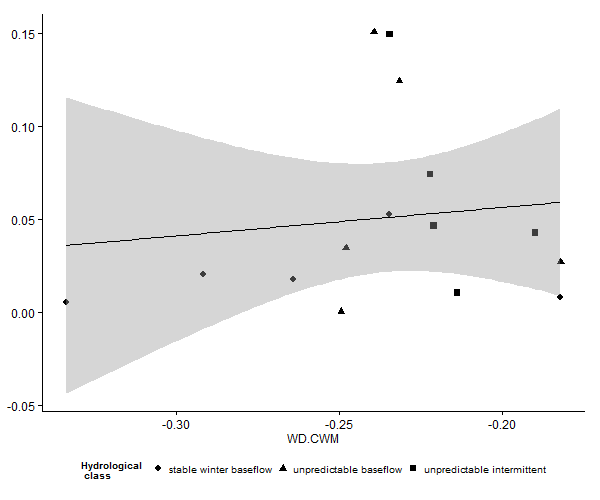 0.15
0.10
0.05
0.00
-0.05
-0.30 -0.25 -0.20
WD.CWM
Hydrological
class
stable winter baseflow unpredictable baseflow unpredictable intermittent